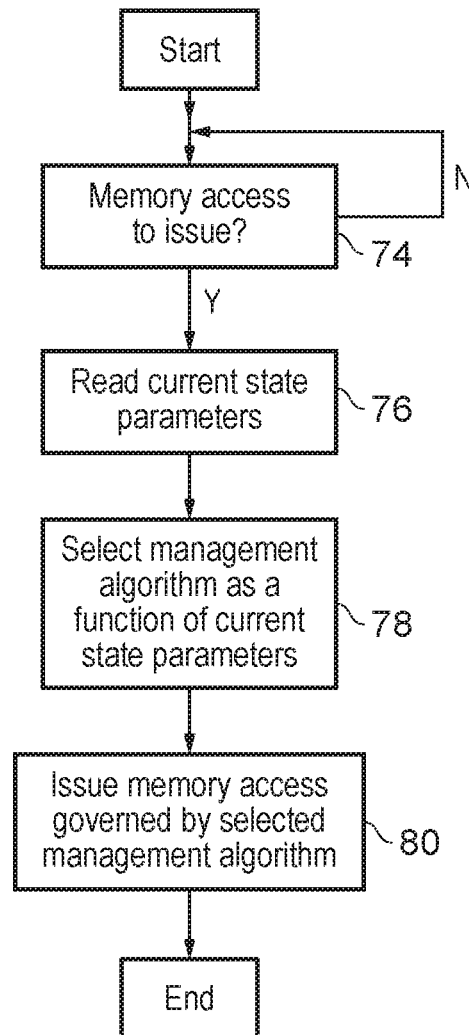 Start
Memory access
to issue?
N
74
Y
Read current state
parameters
76
Select management
algorithm as a
function of current
state parameters
78
Issue memory access
governed by selected
management algorithm
80
End